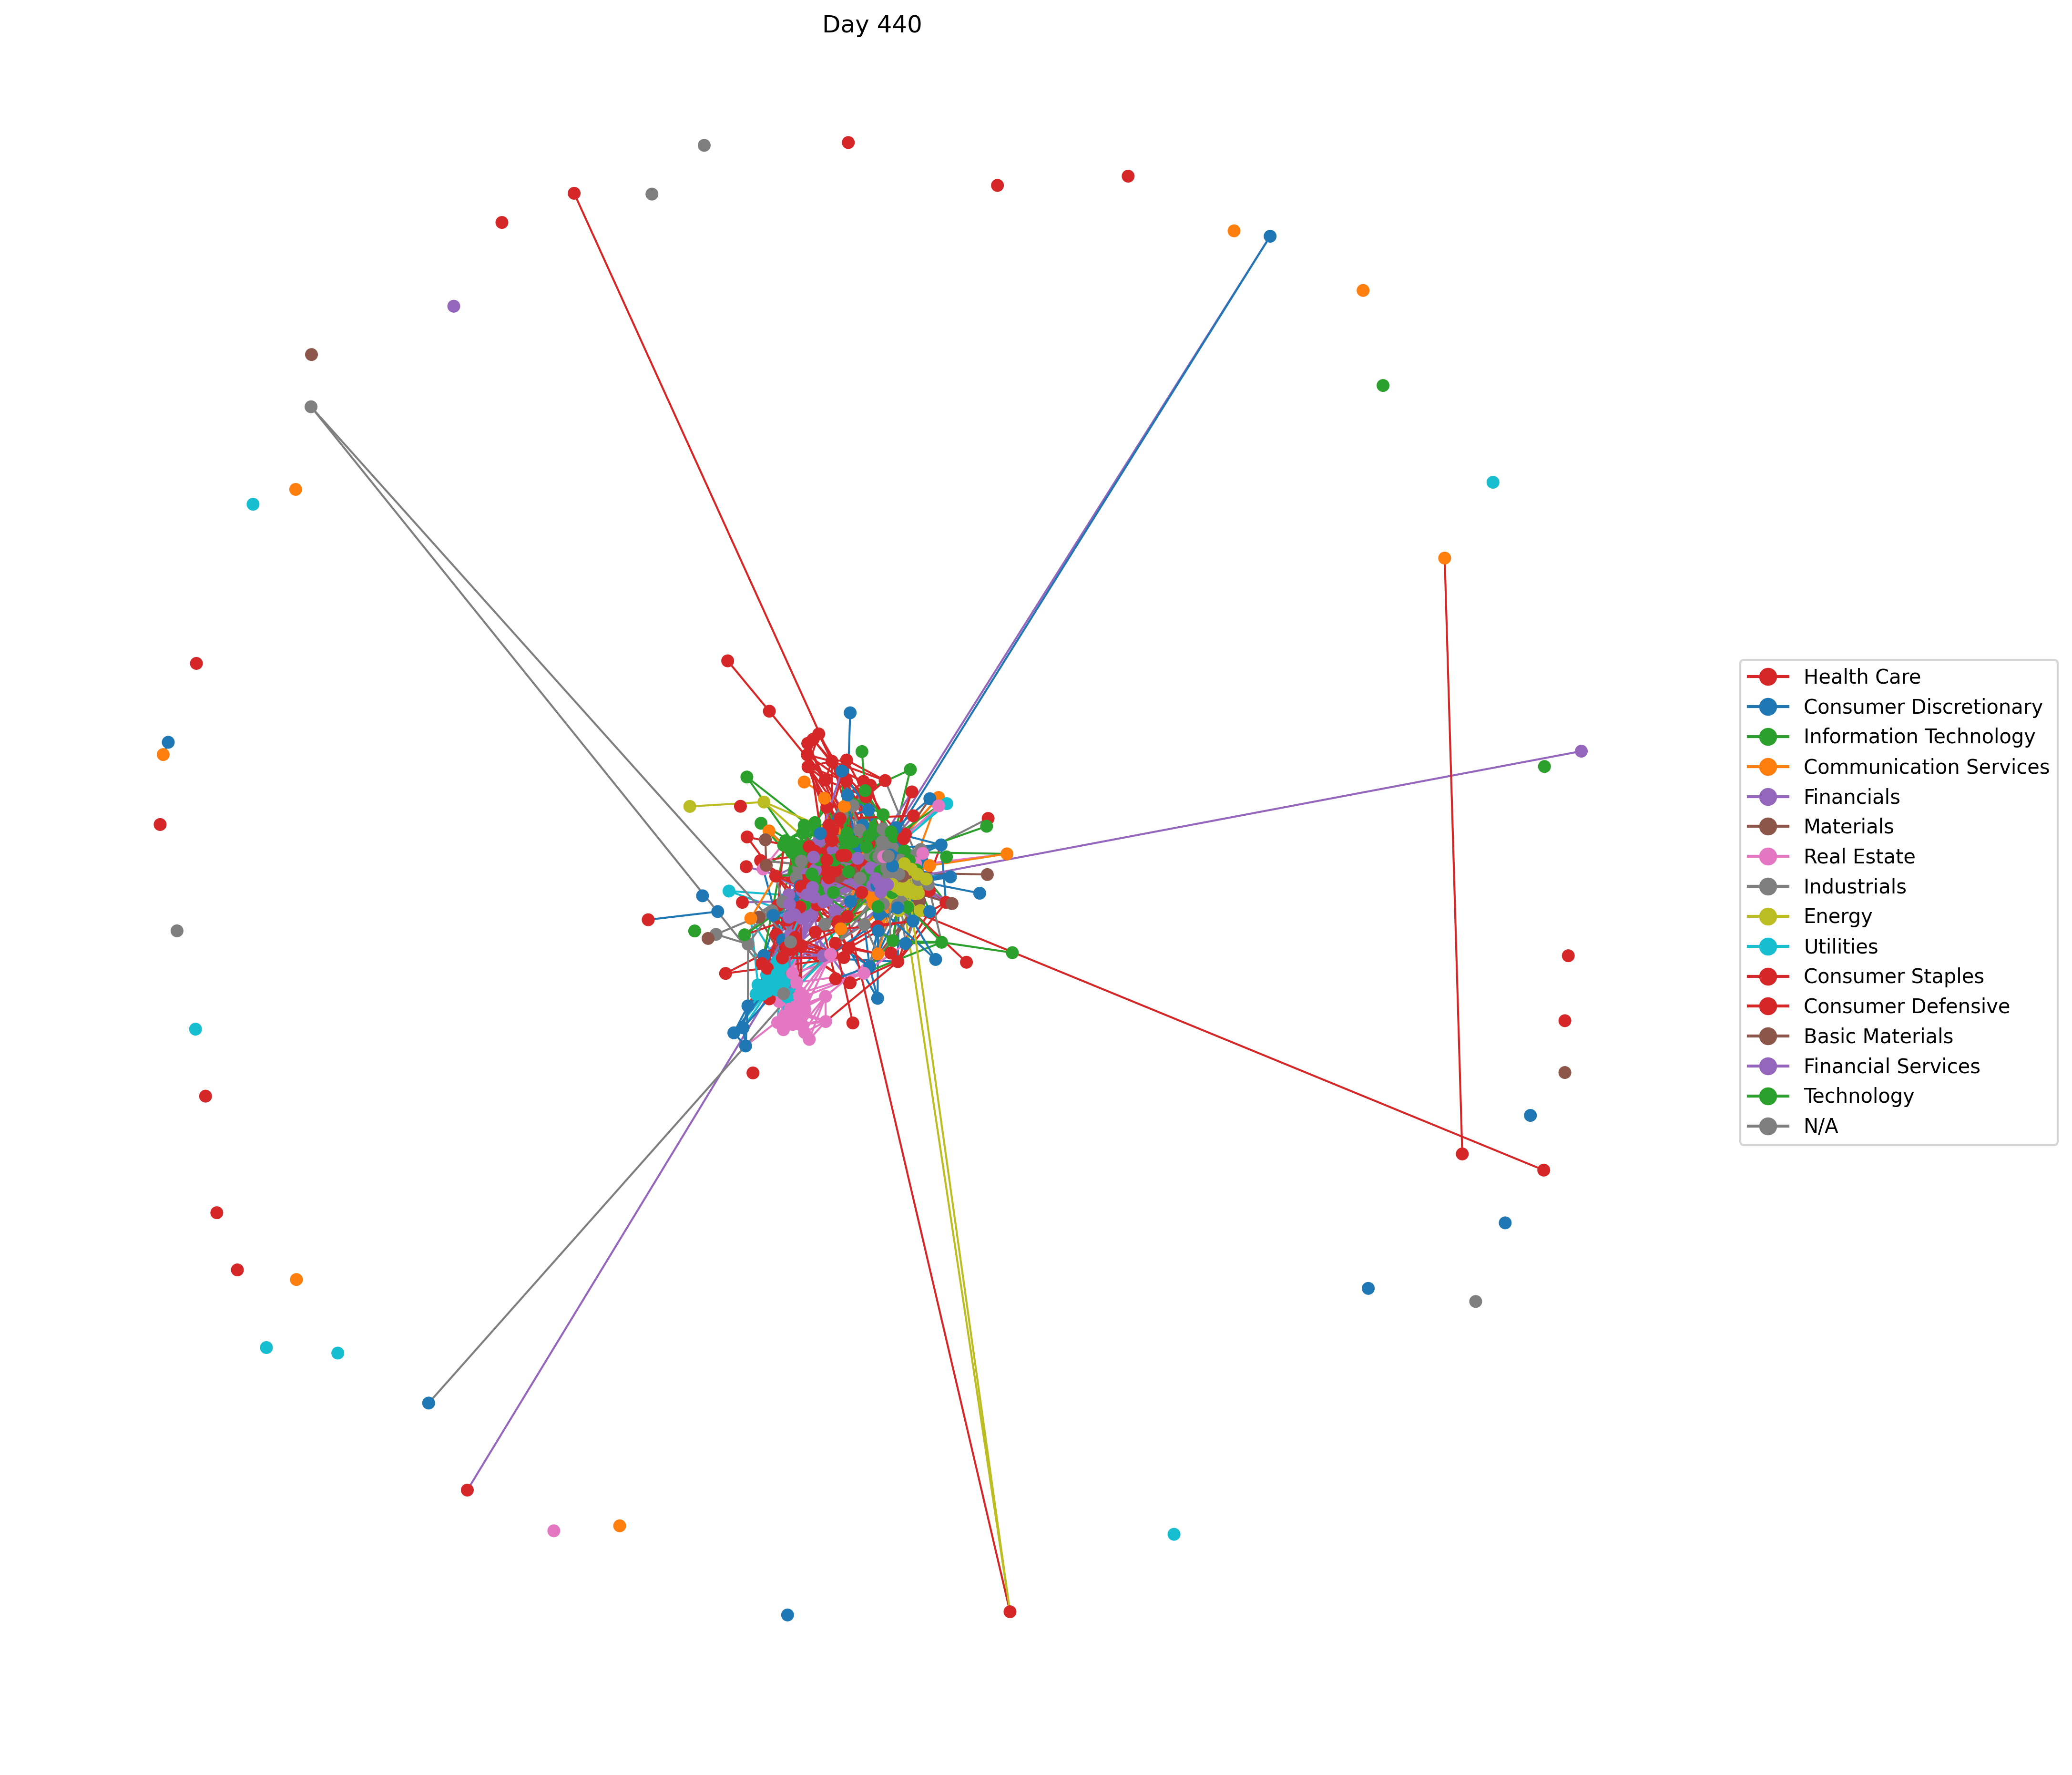 Day 440
Health Care
Consumer Discretionary
Information Technology
Communication Services
Financials
Materials
Real Estate
Industrials
Energy
Utilities
Consumer Staples
Consumer Defensive
Basic Materials
Financial Services
Technology
N/A